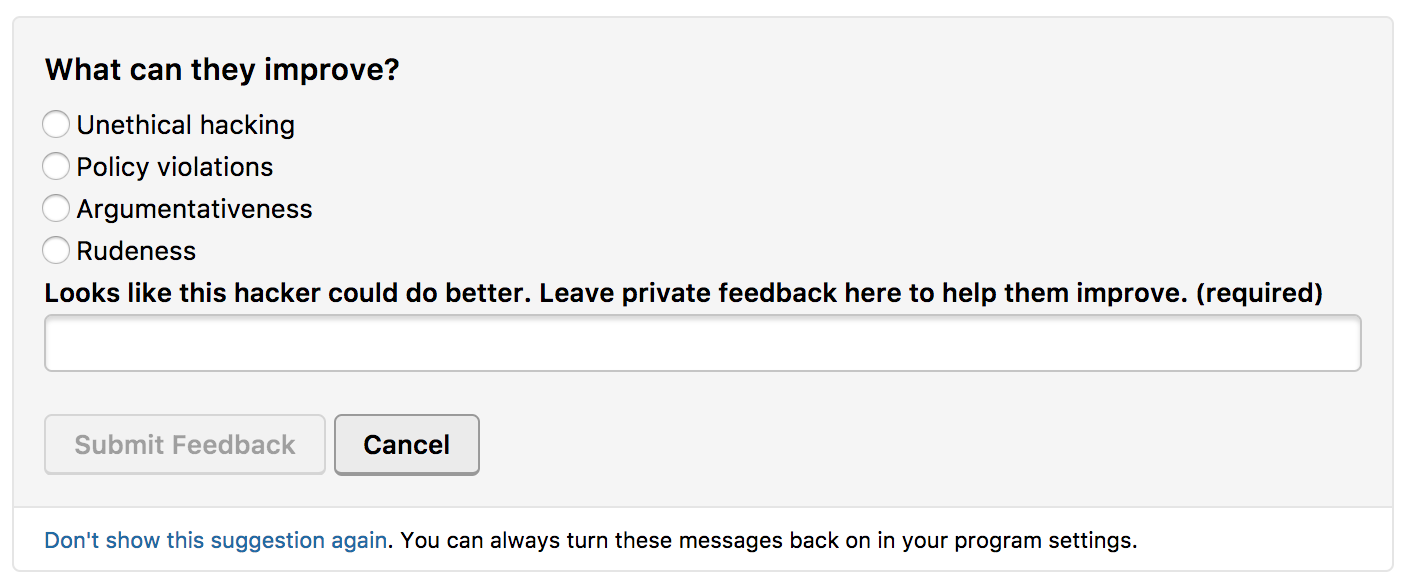 What can they improve?
Unethical hacking
Policy violations
Argumentativeness
Rudeness
Looks like this hacker could do better. Leave private feedback here to help them improve. (required)
Submit Feedback
Cancel
Don't show this suggestion again. You can always turn these messages back on in your program settings.